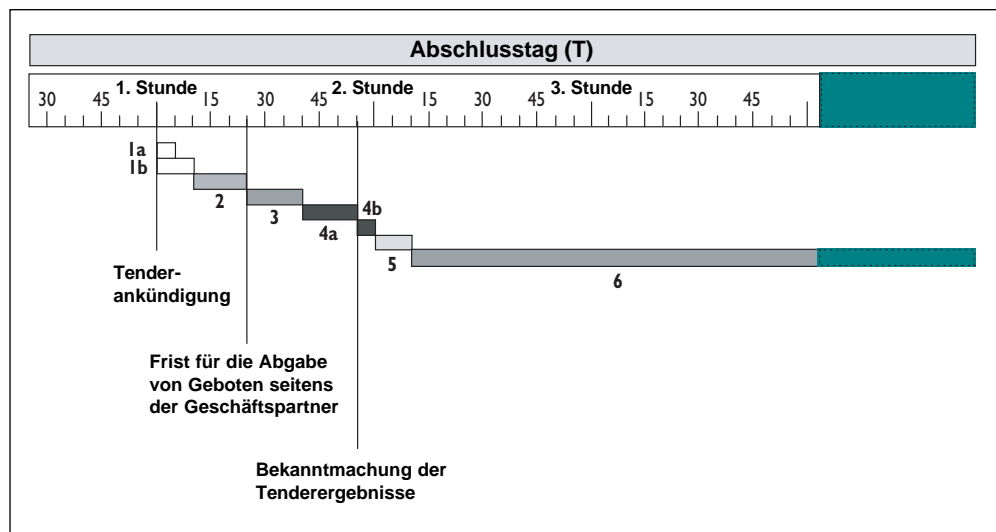 Abschlusstag (T)
1. Stunde 2. Stunde 3. Stunde
30 45 15 30 45 15 30 45 15 30 45
1a
1b
2
3
4a
4b
5
6
Tender-
ankündigung
Frist für die Abgabe
von Geboten seitens
der Geschäftspartner
Bekanntmachung der
Tenderergebnisse